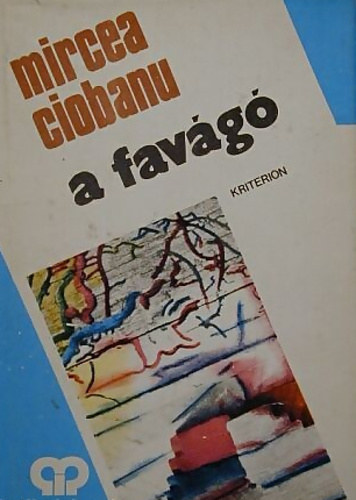 mircea
ciobanu
a favágó
KRITERION